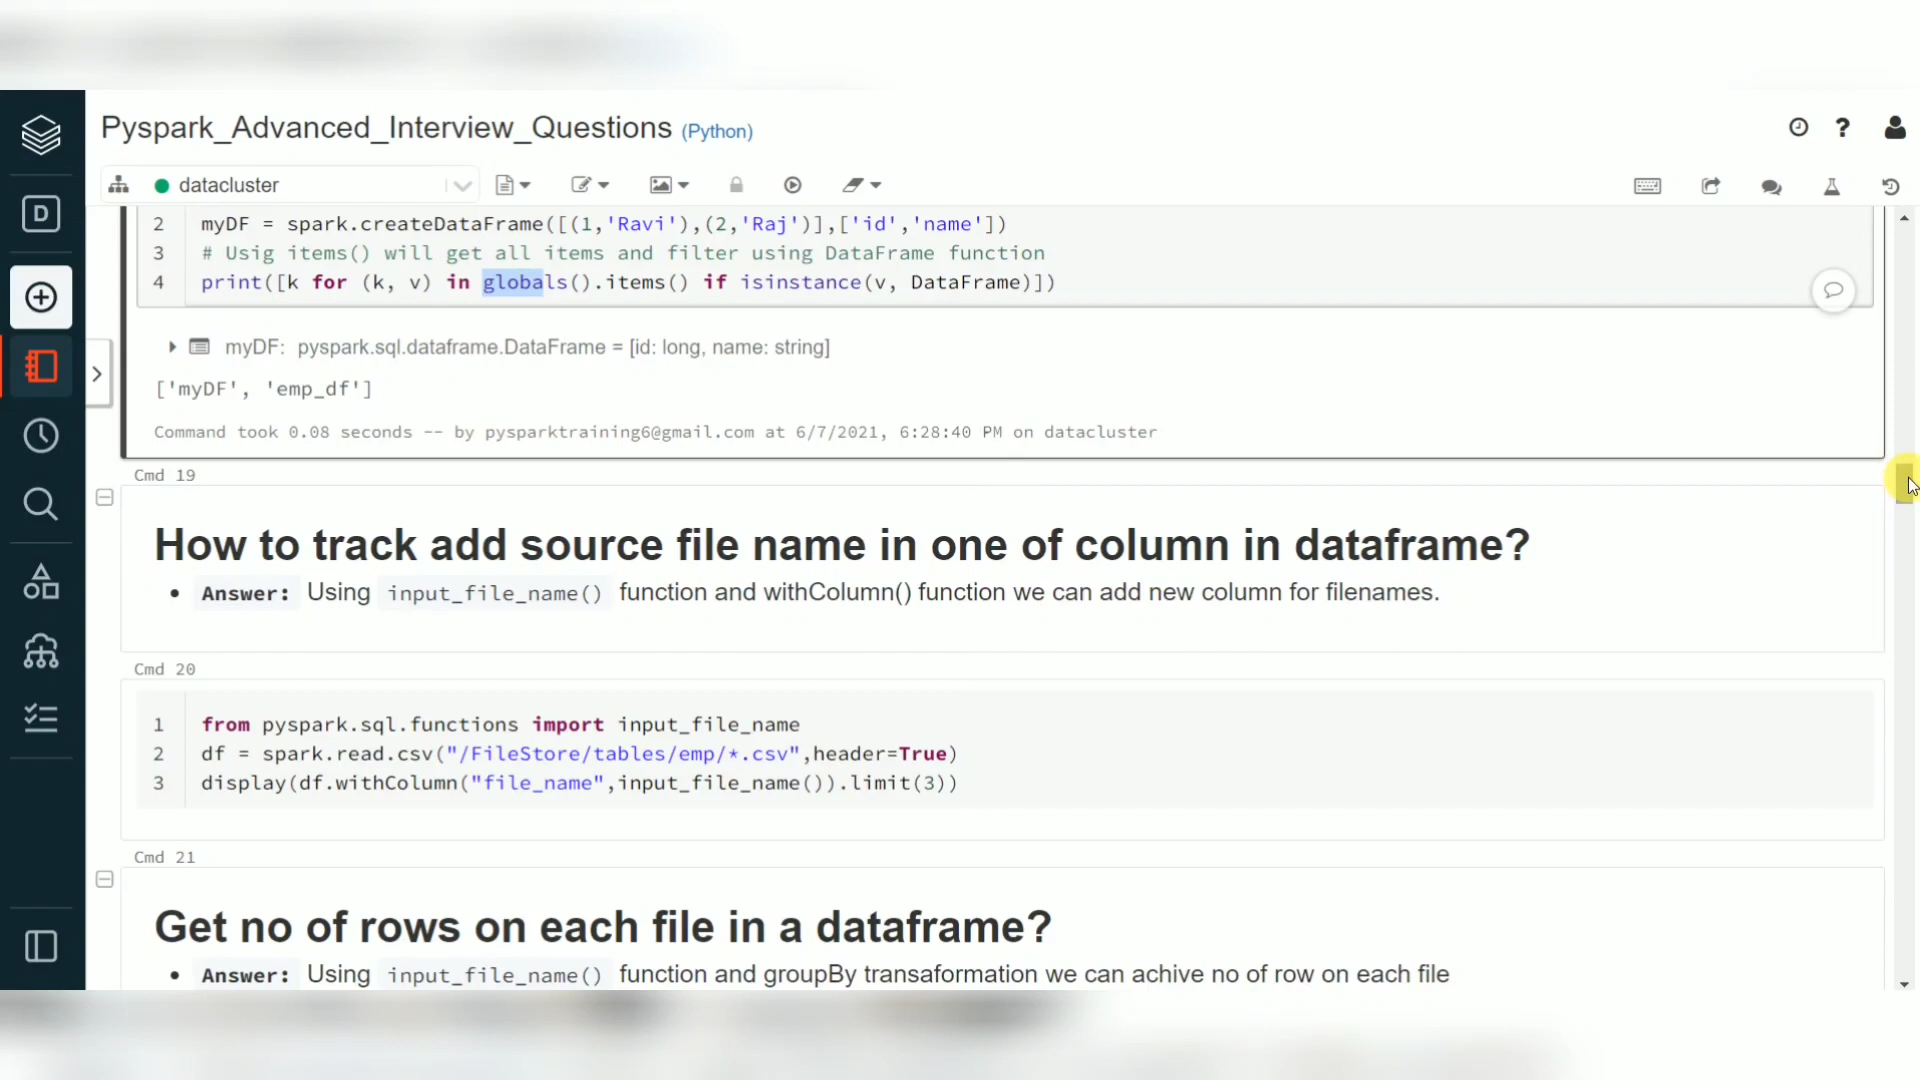 Pyspark_Advanced_Interview_Questions (Python)
datacluster
2 myDF = spark.createDataFrame([(1,'Ravi'),(2,'Raj')],['id','name'])
3 # Usig items() will get all items and filter using DataFrame function
4 print([k for (k, v) in globals().items() if isinstance(v, DataFrame)])
myDF: pyspark.sql.dataframe.DataFrame = [id: long, name: string]
['myDF', 'emp_df']
Command took 0.08 seconds -- by pysparktraining6@gmail.com at 6/7/2021, 6:28:40 PM on datacluster
Cmd 19
How to track add source file name in one of column in dataframe?
• Answer: Using input_file_name() function and withColumn() function we can add new column for filenames.
Cmd 20
1 from pyspark.sql.functions import input_file_name
2 df = spark.read.csv("/FileStore/tables/emp/*.csv",header=True)
3 display(df.withColumn("file_name",input_file_name()).limit(3))
Cmd 21
Get no of rows on each file in a dataframe?
• Answer: Using input_file_name() function and groupBy transaformation we can achive no of row on each file